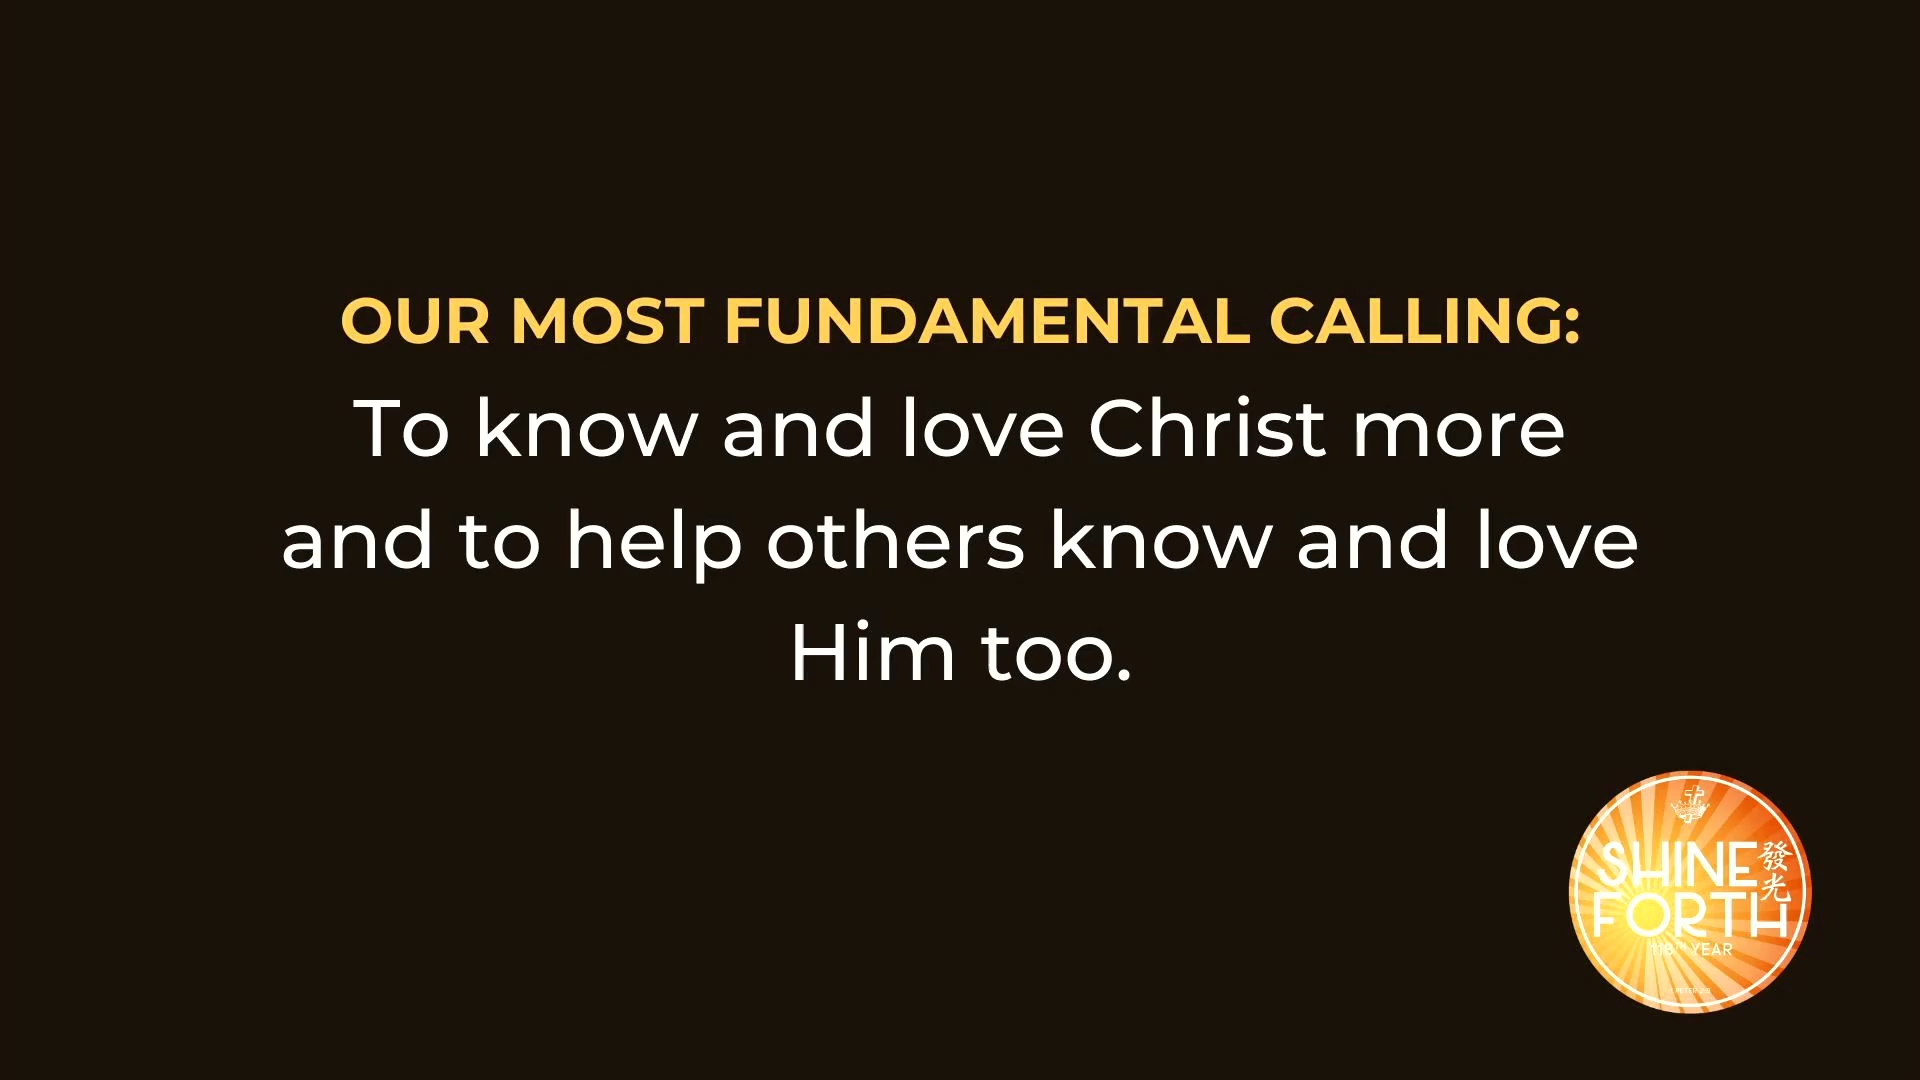 OUR MOST FUNDAMENTAL CALLING:
To know and love Christ more
and to help others know and love
Him too.
SHINE
發光
FORTH
YEAR